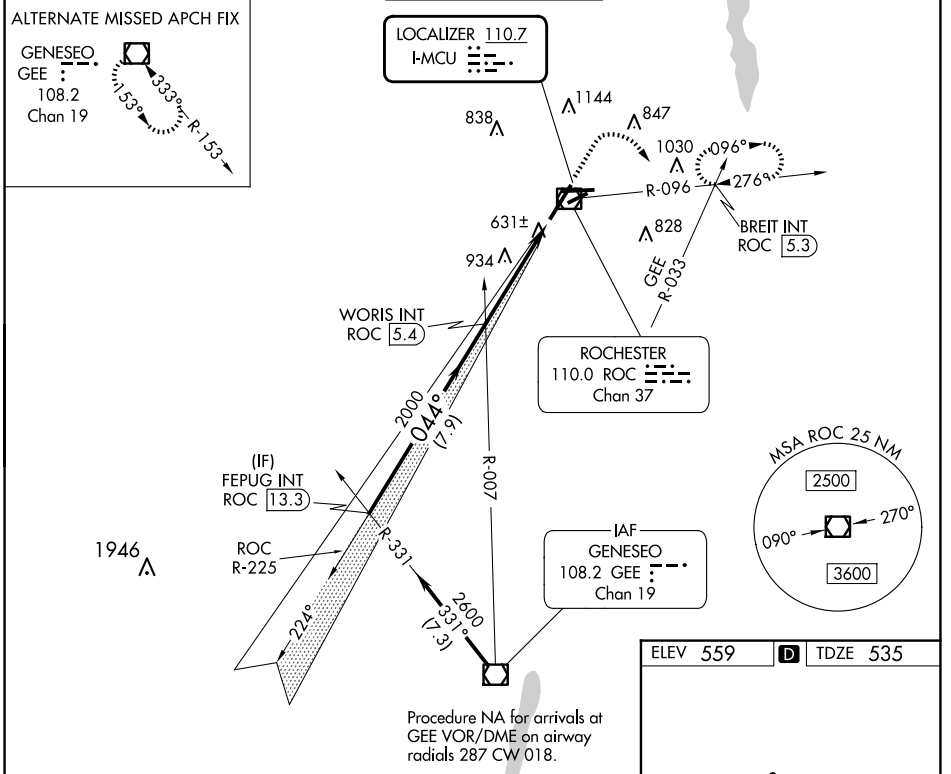 ALTERNATE MISSED APCH FIX
GENESEO
GEE
108.2
Chan 19
153°
333°
R-153
LOCALIZER 110.7
I-MCU
838
1144
847
1030
096°
R-096
276°
BREIT INT
ROC 5.3
631±
934
828
GEE
R-033
WORIS INT
ROC 5.4
ROCHESTER
110.0 ROC
Chan 37
2000
044°
(7.9)
R-007
(IF)
FEPUG INT
ROC 13.3
R-331
ROC
R-225
224°
1946
2600
331°
(7.3)
IAF
GENESEO
108.2 GEE
Chan 19
MSA ROC 25 NM
2500
090°
270°
3600
Procedure NA for arrivals at
GEE VOR/DME on airway
radials 287 CW 018.
ELEV 559 D TDZE 535